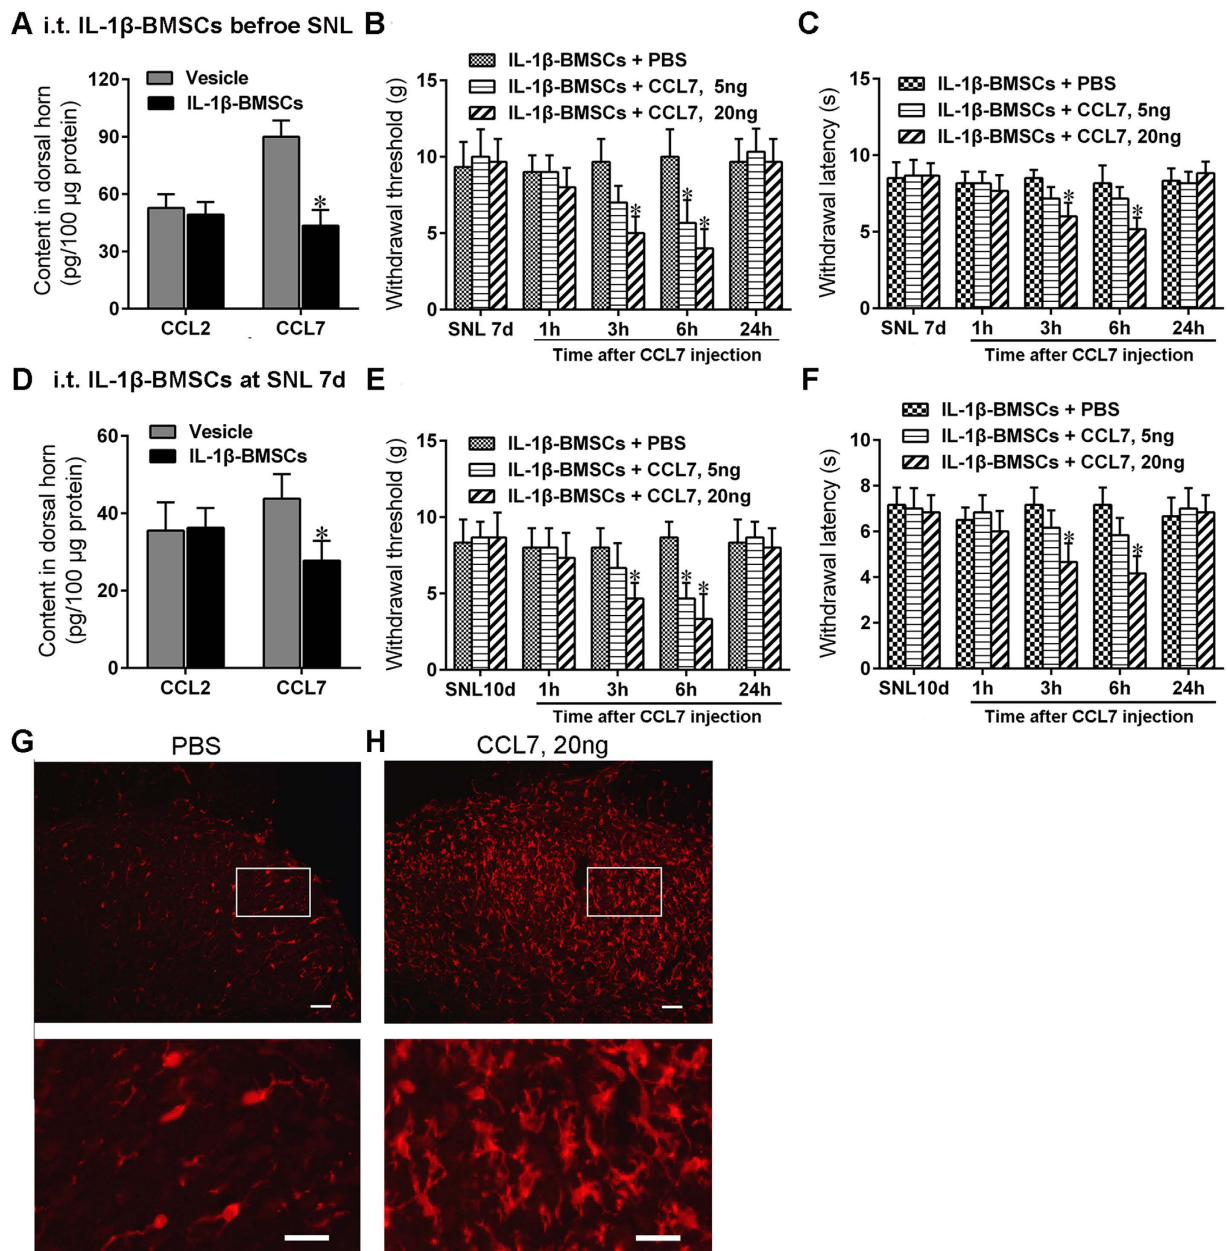 A i.t. IL-1β-BMSCs befroe SNL
Vesicle
IL-1β-BMSCs
Content in dorsal horn
(pg/100 μg protein)
120
90
60
30
0
*
CCL2 CCL7
B
IL-1β-BMSCs + PBS
IL-1β-BMSCs + CCL7, 5ng
IL-1β-BMSCs + CCL7, 20ng
Withdrawal threshold (g)
15
10
5
0
* * *
SNL 7d 1h 3h 6h 24h
Time after CCL7 injection
C
IL-1β-BMSCs + PBS
IL-1β-BMSCs + CCL7, 5ng
IL-1β-BMSCs + CCL7, 20ng
Withdrawal latency (s)
15
10
5
0
* *
SNL 7d 1h 3h 6h 24h
Time after CCL7 injection
D i.t. IL-1β-BMSCs at SNL 7d
Vesicle
IL-1β-BMSCs
Content in dorsal horn
(pg/100 μg protein)
60
40
20
0
*
CCL2 CCL7
E
IL-1β-BMSCs + PBS
IL-1β-BMSCs + CCL7, 5ng
IL-1β-BMSCs + CCL7, 20ng
Withdrawal threshold (g)
15
10
5
0
* * *
SNL10d 1h 3h 6h 24h
Time after CCL7 injection
F
IL-1β-BMSCs + PBS
IL-1β-BMSCs + CCL7, 5ng
IL-1β-BMSCs + CCL7, 20ng
Withdrawal latency (s)
10
8
6
4
2
0
* *
SNL10d 1h 3h 6h 24h
Time after CCL7 injection
G PBS
H CCL7, 20ng